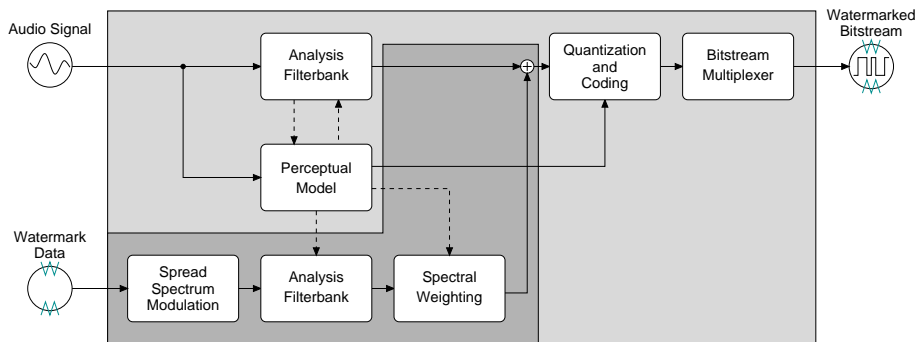 Audio Signal
Analysis
Filterbank
Quantization
and
Coding
Bitstream
Multiplexer
Watermarked
Bitstream
Perceptual
Model
Watermark
Data
Spread
Spectrum
Modulation
Analysis
Filterbank
Spectral
Weighting